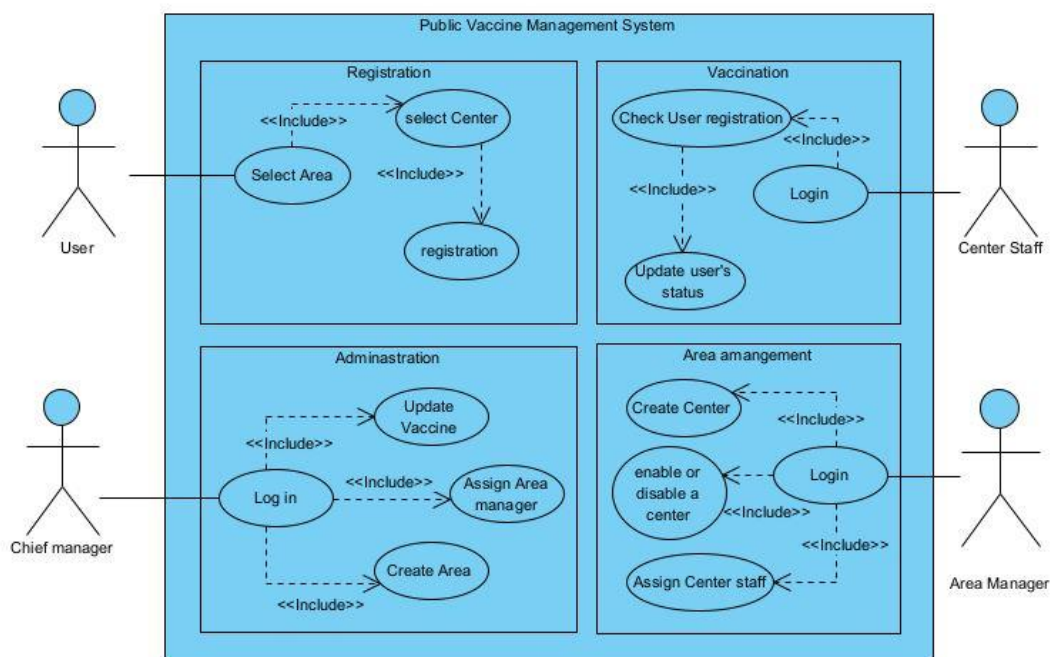 Public Vaccine Management System
Registration
<<Include>>
select Center
Select Area
<<Include>>
registration
User
Vaccination
Check User registration
<<Include>>
<<Include>>
Login
Update user's
status
Center Staff
Adminastration
Update
Vaccine
<<Include>>
Log in
<<Include>>
Assign Area
manager
Create Area
<<Include>>
Chief manager
Area amangement
Create Center
<<Include>>
enable or
disable a
center
Login
<<Include>>
<<Include>>
Assign Center staff
Area Manager